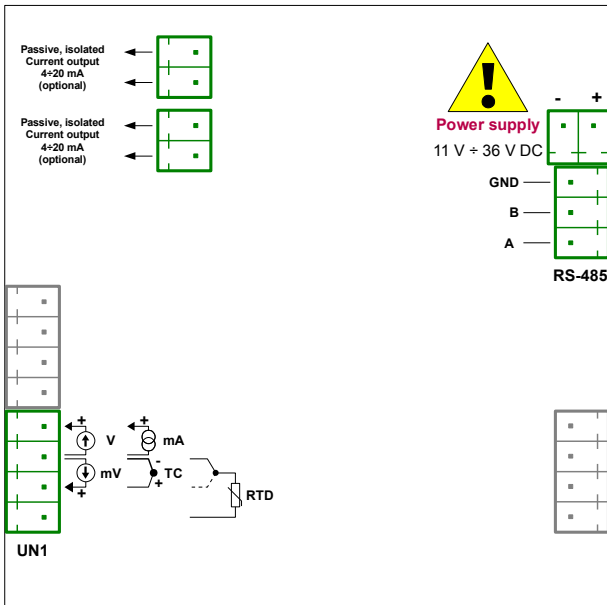 Passive, isolated
Current output
4÷20 mA
(optional)
Passive, isolated
Current output
4÷20 mA
(optional)
!
- +
Power supply
11 V ÷ 36 V DC
GND
B
A
RS-485
+ V
+ mA
mV +
- TC +
RTD
UN1